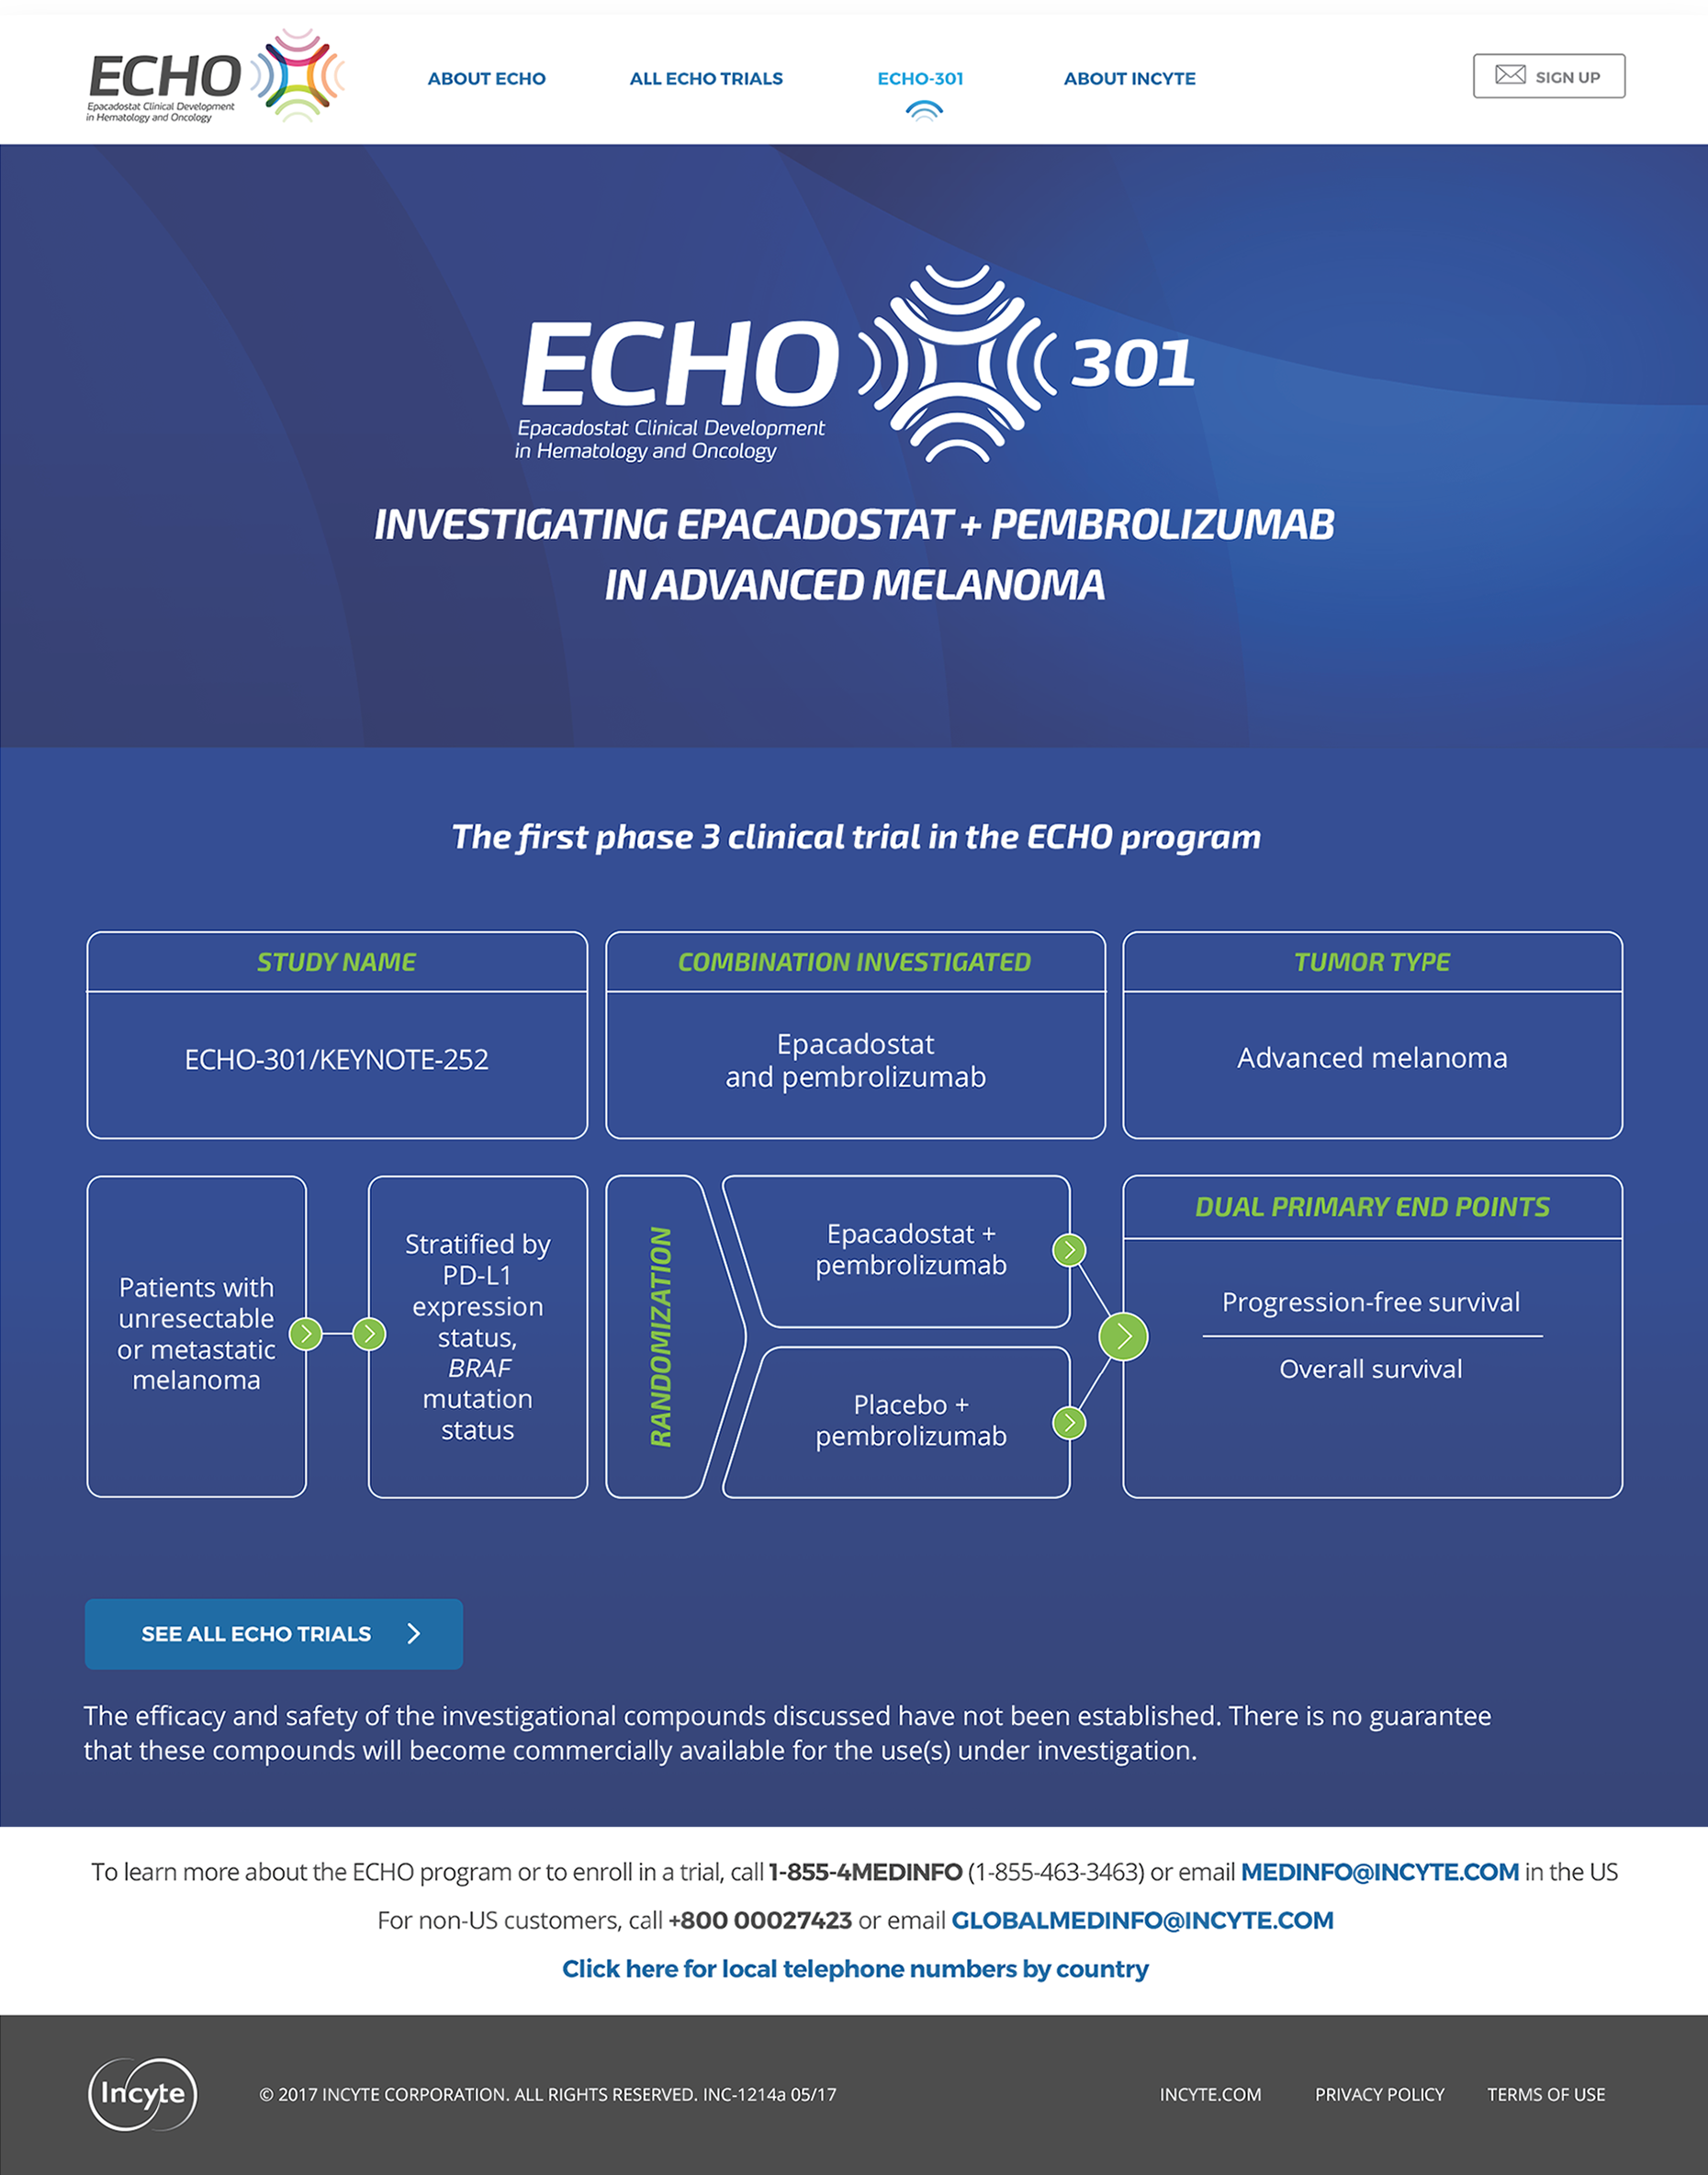 ECHO
Epacadostat Clinical Development
in Hematology and Oncology
ABOUT ECHO
ALL ECHO TRIALS
ECHO-301
ABOUT INCYTE
SIGN UP
ECHO 301
Epacadostat Clinical Development
in Hematology and Oncology
INVESTIGATING EPACADOSTAT + PEMBROLIZUMAB
IN ADVANCED MELANOMA
The first phase 3 clinical trial in the ECHO program
STUDY NAME
ECHO-301/KEYNOTE-252
COMBINATION INVESTIGATED
Epacadostat
and pembrolizumab
TUMOR TYPE
Advanced melanoma
Patients with
unresectable
or metastatic
melanoma
Stratified by
PD-L1
expression
status,
BRAF
mutation
status
RANDOMIZATION
Epacadostat +
pembrolizumab
Placebo +
pembrolizumab
DUAL PRIMARY END POINTS
Progression-free survival
Overall survival
SEE ALL ECHO TRIALS
The efficacy and safety of the investigational compounds discussed have not been established. There is no guarantee
that these compounds will become commercially available for the use(s) under investigation.
To learn more about the ECHO program or to enroll in a trial, call 1-855-4MEDINFO (1-855-463-3463) or email MEDINFO@INCYTE.COM in the US
For non-US customers, call +800 00027423 or email GLOBALMEDINFO@INCYTE.COM
Click here for local telephone numbers by country
Incyte
© 2017 INCYTE CORPORATION. ALL RIGHTS RESERVED. INC-1214a 05/17
INCYTE.COM
PRIVACY POLICY
TERMS OF USE